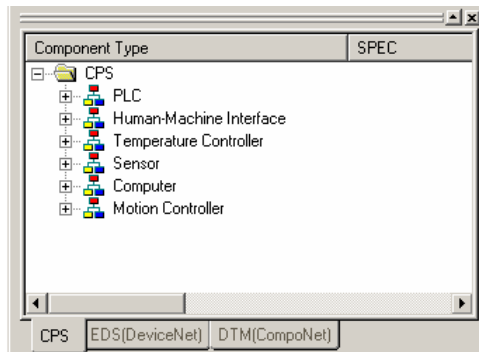 Component Type SPEC
CPS
PLC
Human-Machine Interface
Temperature Controller
Sensor
Computer
Motion Controller
CPS EDS(DeviceNet) DTM(CompoNet)